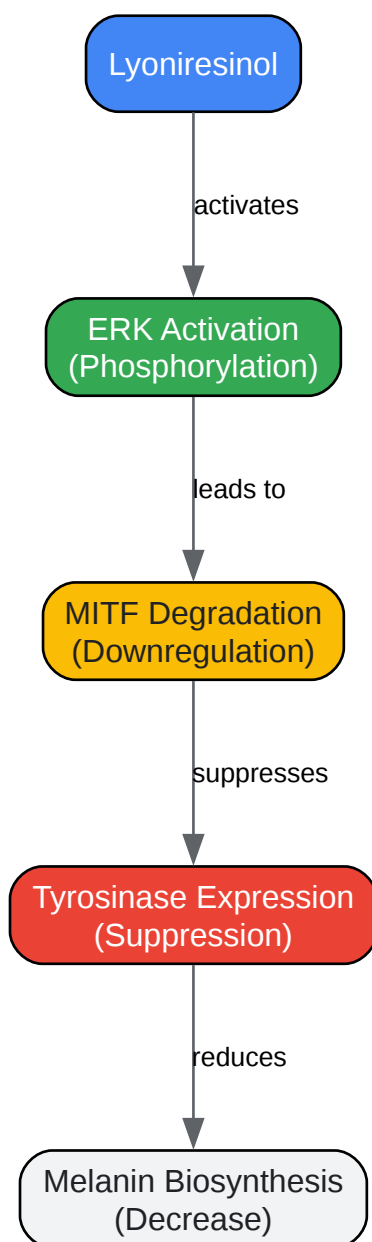 Lyoniresinol
activates
ERK Activation
(Phosphorylation)
leads to
MITF Degradation
(Downregulation)
suppresses
Tyrosinase Expression
(Suppression)
reduces
Melanin Biosynthesis
(Decrease)